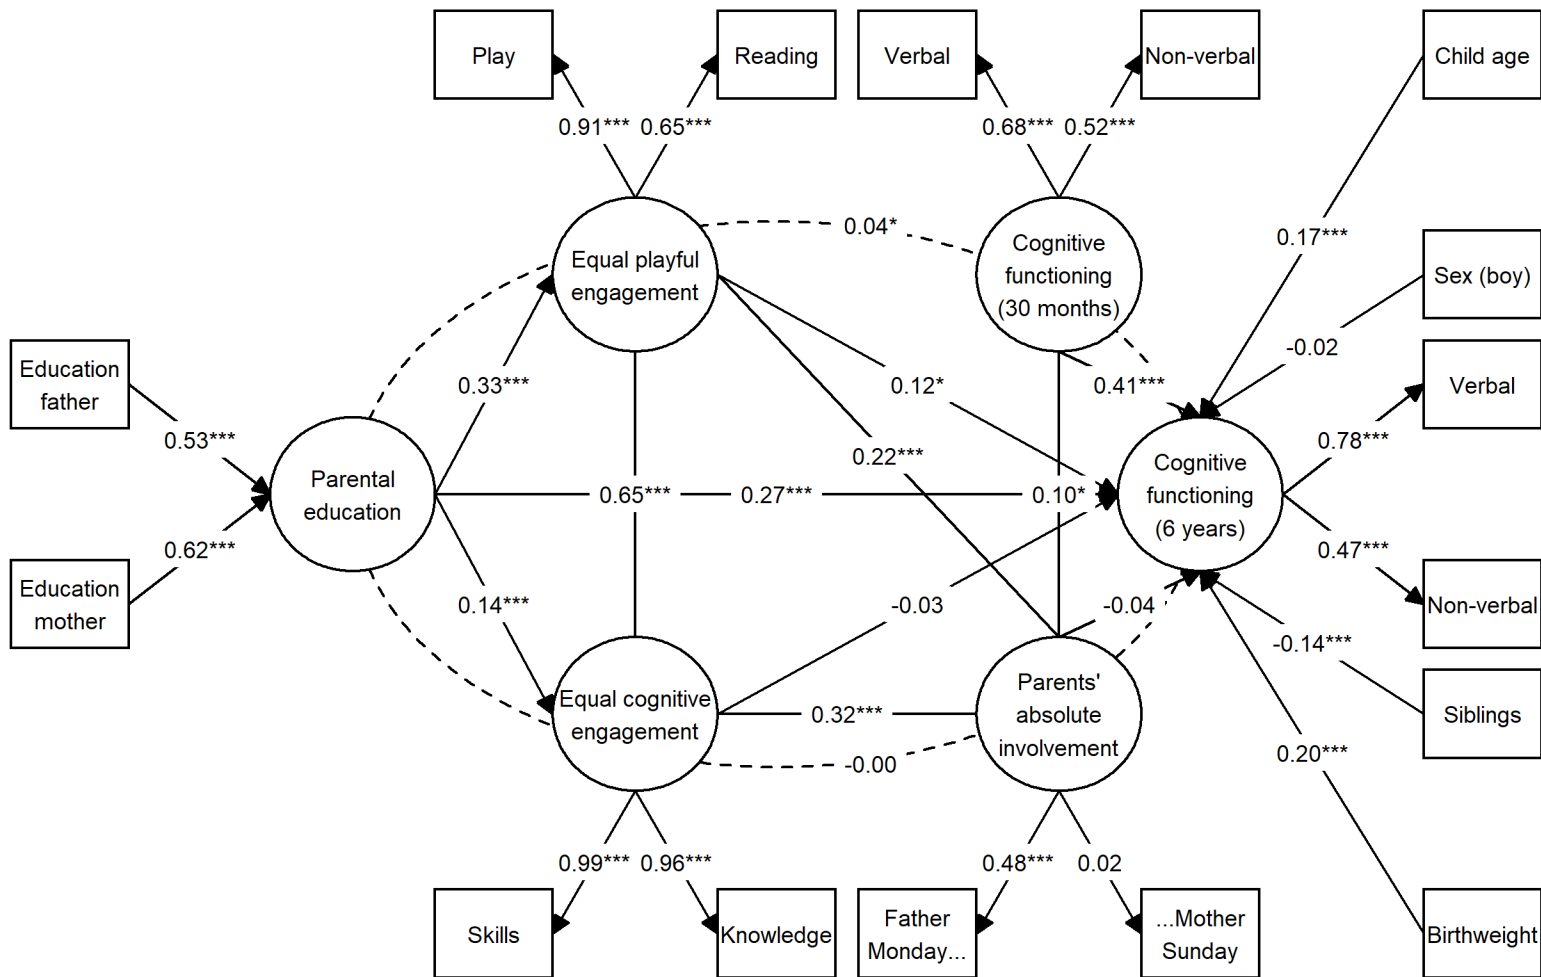 Play
Reading
Verbal
Non-verbal
Child age
0.91***
0.65***
0.68***
0.52***
0.04*
0.17***
Equal playful
engagement
Cognitive
functioning
(30 months)
Sex (boy)
-0.02
Education
father
0.33***
0.12*
0.41***
Verbal
0.53***
0.22***
0.78***
Parental
education
0.65***
0.27***
0.10*
Cognitive
functioning
(6 years)
0.62***
0.47***
Education
mother
0.14***
-0.03
-0.04
Non-verbal
-0.14***
Equal cognitive
engagement
0.32***
Parents'
absolute
involvement
Siblings
-0.00
0.20***
0.99***
0.96***
0.48***
0.02
Skills
Knowledge
Father
Monday...
...Mother
Sunday
Birthweight